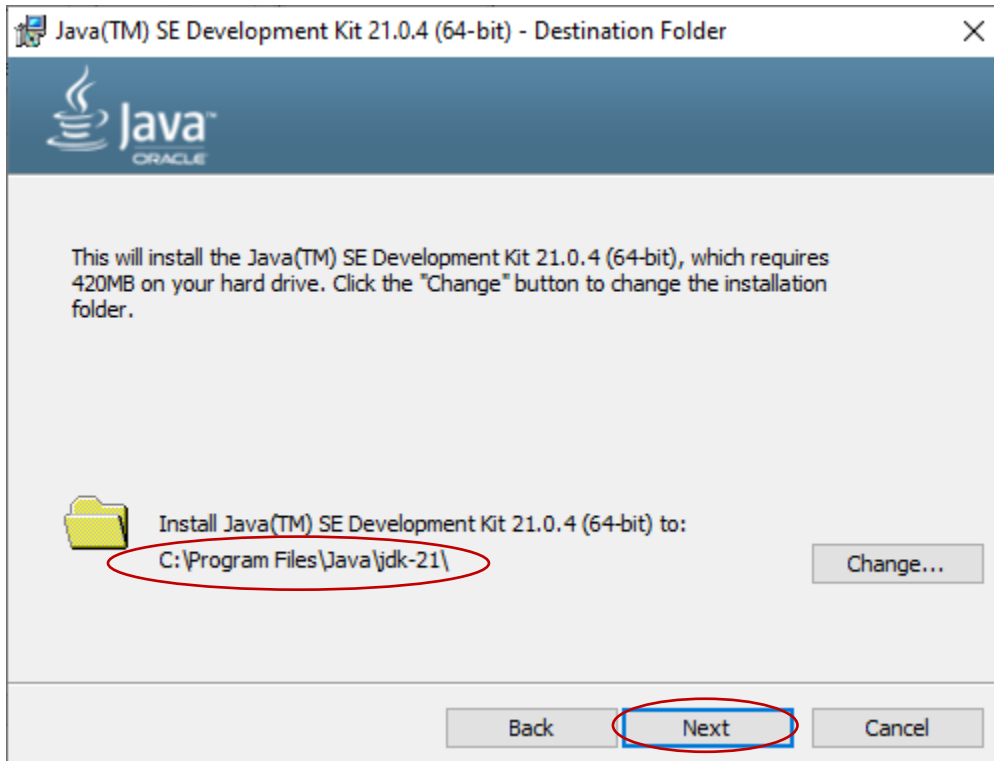 Java(TM) SE Development Kit 21.0.4 (64-bit) - Destination Folder
Java™
ORACLE
This will install the Java(TM) SE Development Kit 21.0.4 (64-bit), which requires
420MB on your hard drive. Click the "Change" button to change the installation
folder.
Install Java(TM) SE Development Kit 21.0.4 (64-bit) to:
C:\Program Files\Java\jdk-21\
Change...
Back
Next
Cancel